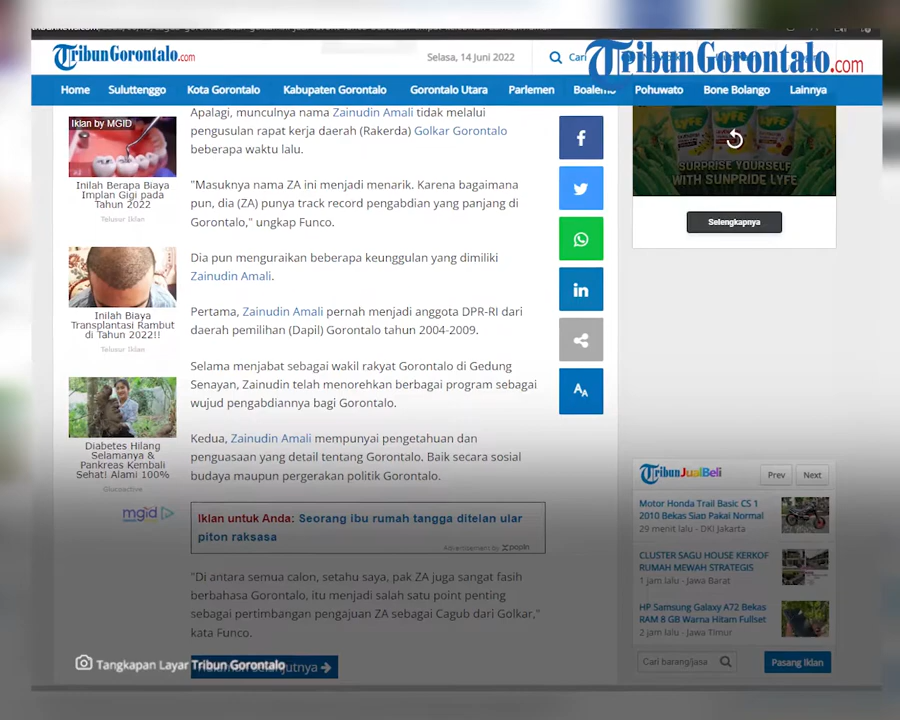 TribunGorontalo.com
Selasa, 14 Juni 2022
Cari
TribunGorontalo.com
Home
Suluttenggo
Kota Gorontalo
Kabupaten Gorontalo
Gorontalo Utara
Parlemen
Boalemo
Pohuwato
Bone Bolango
Lainnya
Iklan by MGID
Inilah Berapa Biaya
Implan Gigi pada
Tahun 2022
Telusur Iklan
Inilah Biaya
Transplantasi Rambut
di Tahun 2022!!
Telusur Iklan
Diabetes Hilang
Selamanya &
Pankreas Kembali
Sehat! Alami 100%
Glucoactive
mgid
Apalagi, munculnya nama Zainudin Amali tidak melalui
pengusulan rapat kerja daerah (Rakerda) Golkar Gorontalo
beberapa waktu lalu.
"Masuknya nama ZA ini menjadi menarik. Karena bagaimana
pun, dia (ZA) punya track record pengabdian yang panjang di
Gorontalo," ungkap Funco.
Dia pun menguraikan beberapa keunggulan yang dimiliki
Zainudin Amali.
Pertama, Zainudin Amali pernah menjadi anggota DPR-RI dari
daerah pemilihan (Dapil) Gorontalo tahun 2004-2009.
Selama menjabat sebagai wakil rakyat Gorontalo di Gedung
Senayan, Zainudin telah menorehkan berbagai program sebagai
wujud pengabdiannya bagi Gorontalo.
Kedua, Zainudin Amali mempunyai pengetahuan dan
penguasaan yang detail tentang Gorontalo. Baik secara sosial
budaya maupun pergerakan politik Gorontalo.
Iklan untuk Anda: Seorang ibu rumah tangga ditelan ular
piton raksasa
Advertisement by popIn
"Di antara semua calon, setahu saya, pak ZA juga sangat fasih
berbahasa Gorontalo, itu menjadi salah satu point penting
sebagai pertimbangan pengajuan ZA sebagai Cagub dari Golkar,"
kata Funco.
Tangkapan Layar Tribun Gorontalo
AA
LYFE
SURPRISE YOURSELF
WITH SUNPRIDE LYFE
Selengkapnya
TribunJualBeli
Prev
Next
Motor Honda Trail Basic CS 1
2010 Bekas Siap Pakai Normal
29 menit lalu - DKI Jakarta
CLUSTER SAGU HOUSE KERKOF
RUMAH MEWAH STRATEGIS
1 jam lalu - Jawa Barat
HP Samsung Galaxy A72 Bekas
RAM 8 GB Warna Hitam Fullset
2 jam lalu - Jawa Timur
Cari barang/jasa
Pasang Iklan